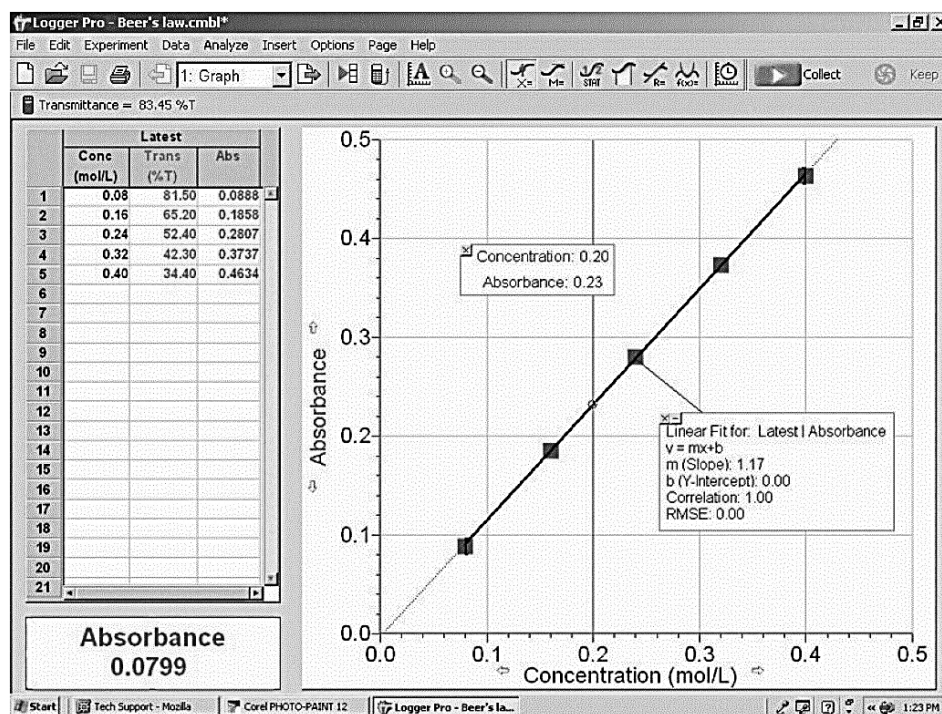 Logger Pro - Beer's law.cmbl*
File Edit Experiment Data Analyze Insert Options Page Help
1: Graph
Collect
Keep
Transmittance = 83.45 %T
Latest
Conc Trans Abs
(mol/L) (%T)
1 0.08 81.50 0.0888
2 0.16 65.20 0.1858
3 0.24 52.40 0.2807
4 0.32 42.30 0.3737
5 0.40 34.40 0.4634
6
7
8
9
10
11
12
13
14
15
16
17
18
19
20
21
Absorbance
0.0799
0.5
0.4
0.3
0.2
0.1
0.0
Absorbance
Concentration: 0.20
Absorbance: 0.23
Linear Fit for: Latest | Absorbance
y = mx+b
m (Slope): 1.17
b (Y-Intercept): 0.00
Correlation: 1.00
RMSE: 0.00
0.0 0.1 0.2 0.3 0.4 0.5
Concentration (mol/L)
Start Tech Support - Mozilla Corel PHOTO-PAINT 12 Logger Pro - Beer's la... 1:23 PM